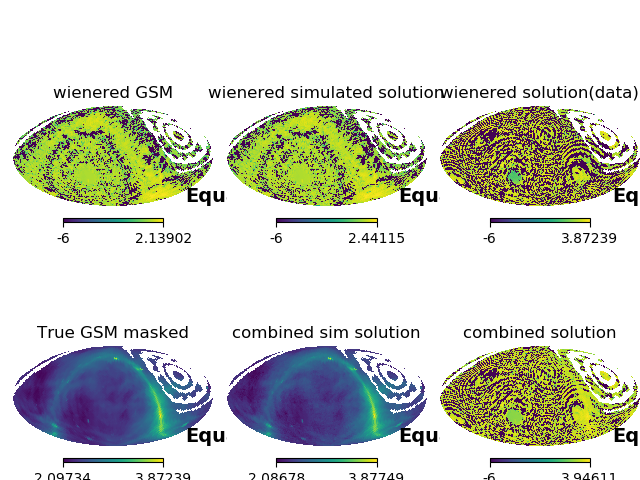 wienered GSM
wienered simulated solution
wienered solution(data)
Equ
Equ
Eq
-6 2.13902
-6 2.44115
-6 3.87239
True GSM masked
combined sim solution
combined solution
Equ
Equ
Eq
2.09734 3.87239
2.08678 3.87749
-6 3.94611